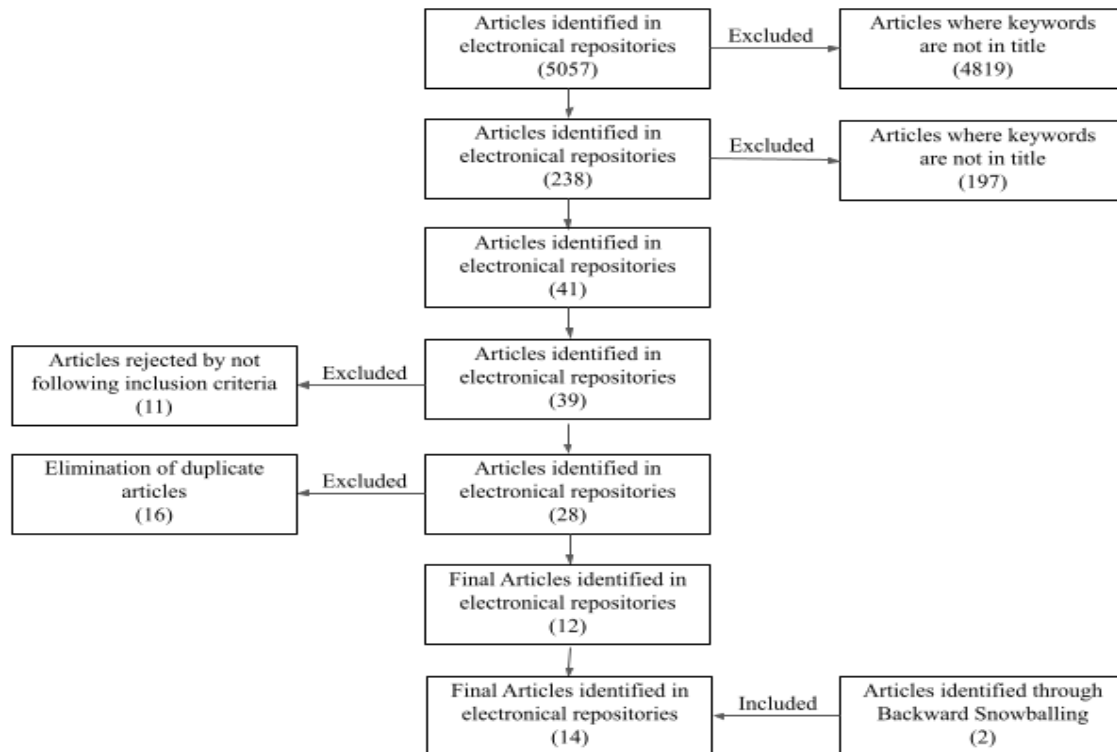 Articles identified in
electronical repositories
(5057)
Excluded
Articles where keywords
are not in title
(4819)
Articles identified in
electronical repositories
(238)
Excluded
Articles where keywords
are not in title
(197)
Articles identified in
electronical repositories
(41)
Articles rejected by not
following inclusion criteria
(11)
Excluded
Articles identified in
electronical repositories
(39)
Elimination of duplicate
articles
(16)
Excluded
Articles identified in
electronical repositories
(28)
Final Articles identified in
electronical repositories
(12)
Final Articles identified in
electronical repositories
(14)
Included
Articles identified through
Backward Snowballing
(2)